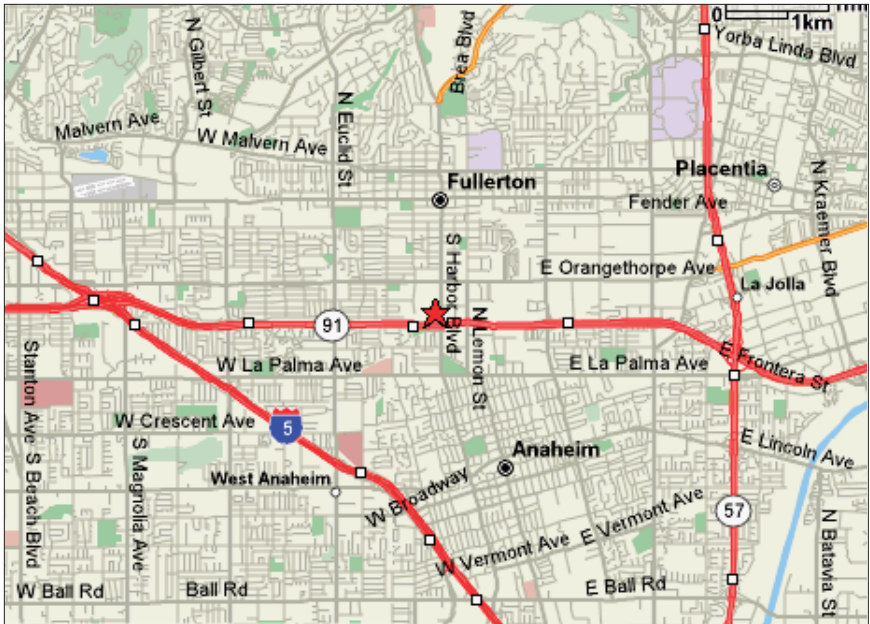 0
1km
Yorba Linda Blvd
N Gilbert St
Brea Blvd
Malvern Ave
W Malvern Ave
N Euclid St
Placentia
Fullerton
N Kraemer Blvd
Fender Ave
S Harbor Blvd
E Orangethorpe Ave
La Jolla
91
N Lemon St
Stanton Ave
W La Palma Ave
E La Palma Ave
E Frontera St
W Crescent Ave
5
S Magnolia Ave
S Beach Blvd
E Lincoln Ave
Anaheim
West Anaheim
W Broadway
57
E Vermont Ave
W Vermont Ave
N Batavia St
W Ball Rd
Ball Rd
E Ball Rd